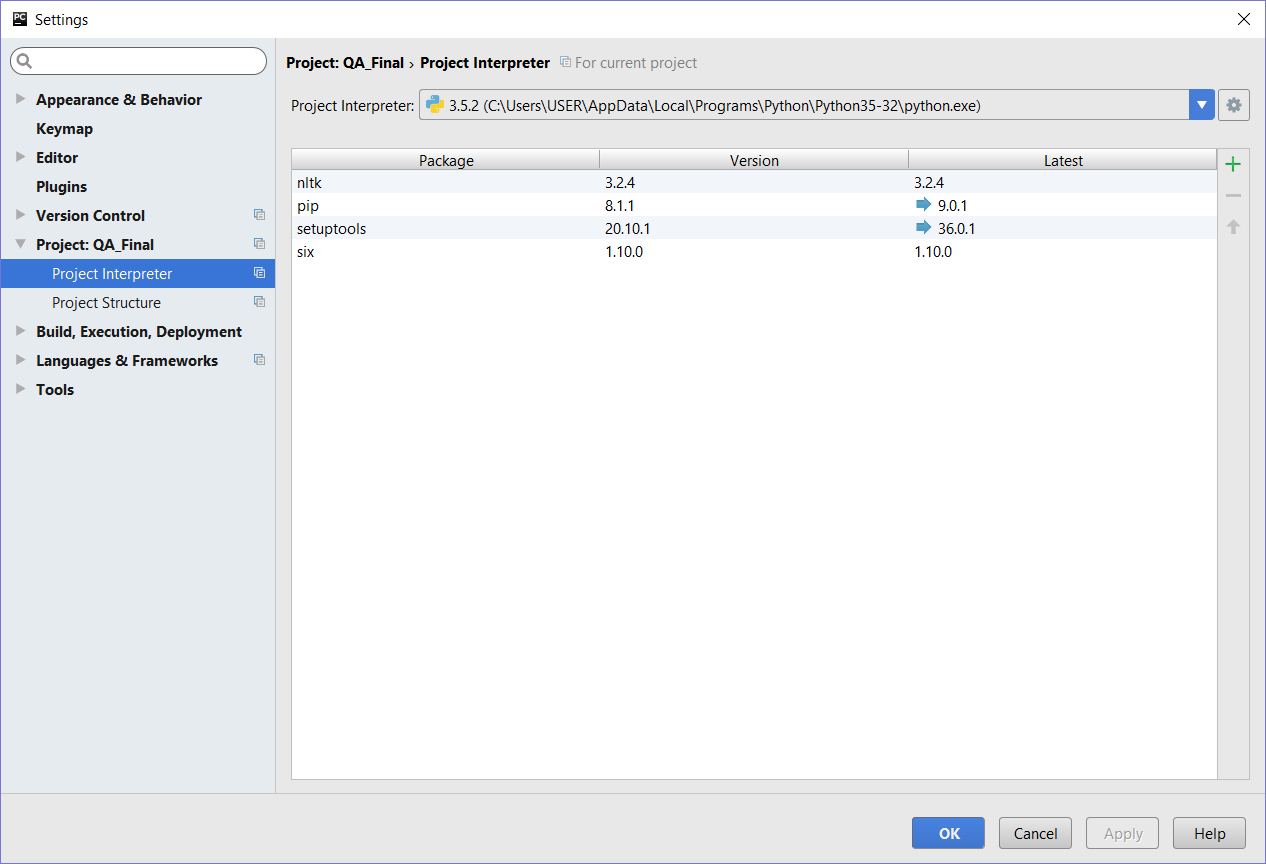 PC Settings
Project: QA_Final › Project Interpreter For current project
Appearance & Behavior
Keymap
Editor
Plugins
Version Control
Project: QA_Final
Project Interpreter
Project Structure
Build, Execution, Deployment
Languages & Frameworks
Tools
Project Interpreter: 3.5.2 (C:\Users\USER\AppData\Local\Programs\Python\Python35-32\python.exe)
Package Version Latest
nltk 3.2.4 3.2.4
pip 8.1.1 9.0.1
setuptools 20.10.1 36.0.1
six 1.10.0 1.10.0
OK Cancel Apply Help